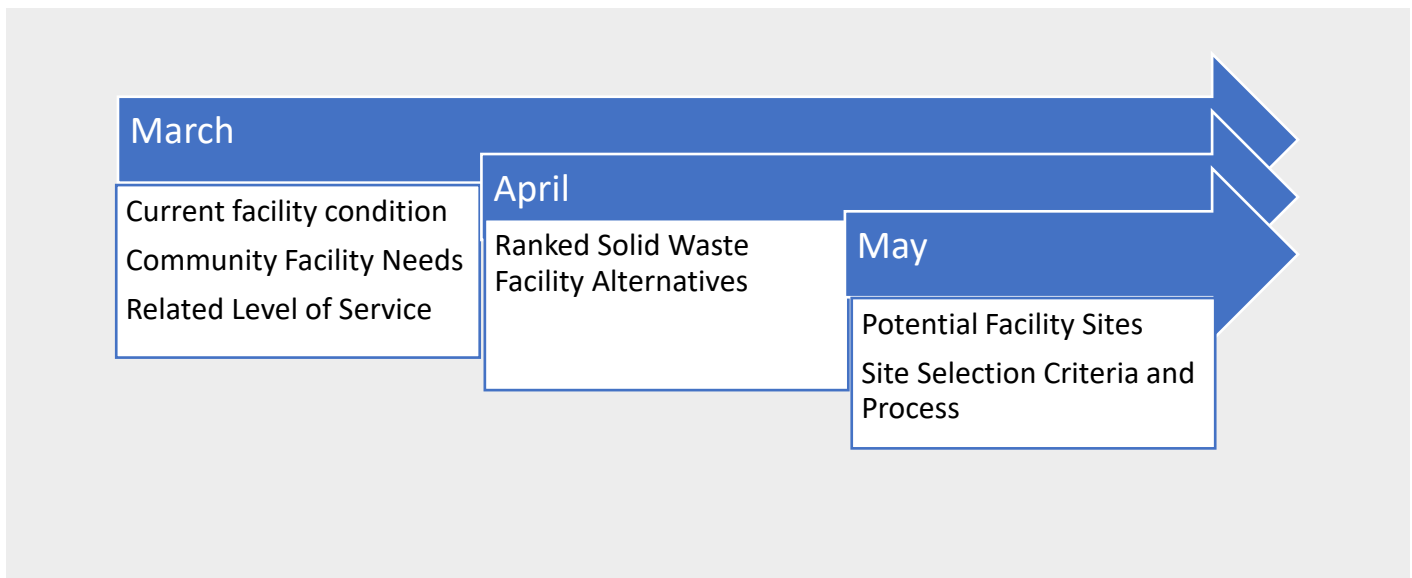 March
Current facility condition
Community Facility Needs
Related Level of Service
April
Ranked Solid Waste
Facility Alternatives
May
Potential Facility Sites
Site Selection Criteria and
Process